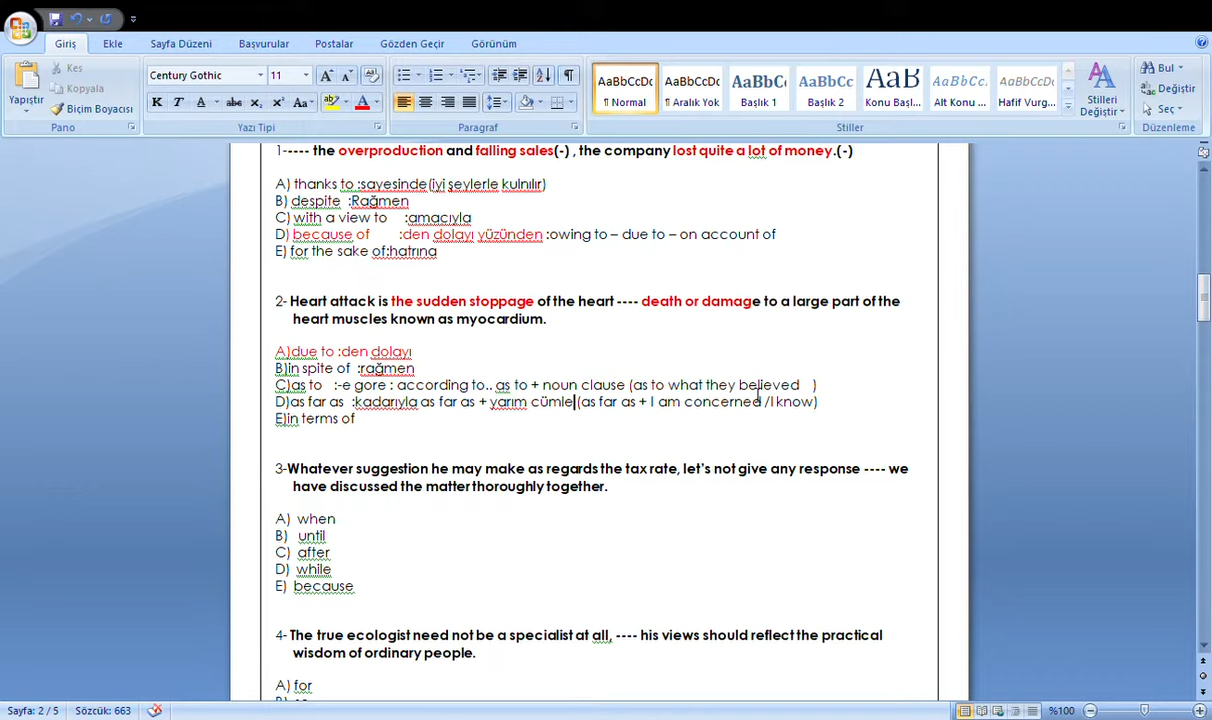 Giriş Ekle Sayfa Düzeni Başvurular Postalar Gözden Geçir Görünüm
Yapıştır
Kes
Kopyala
Biçim Boyacısı
Pano
Century Gothic 11
K T A abc x₂ x² Aa
Yazı Tipi
Paragraf
AaBbCcDc AaBbCcDc AaBbCc AaBbCc AaB AaBbCc. AaBbCcDc
¶ Normal ¶ Aralık Yok Başlık 1 Başlık 2 Konu Başl... Alt Konu ... Hafif Vurg...
Stilleri Değiştir
Stiller
Bul
Değiştir
Seç
Düzenleme
1----- the overproduction and falling sales(-) , the company lost quite a lot of money.(-)
A) thanks to :sayesinde(iyi şeylerle kulnılır)
B) despite :Rağmen
C) with a view to :amacıyla
D) because of :den dolayı yüzünden :owing to – due to – on account of
E) for the sake of:hatrına
2- Heart attack is the sudden stoppage of the heart ---- death or damage to a large part of the
heart muscles known as myocardium.
A)due to :den dolayı
B)in spite of :rağmen
C)as to :-e gore : according to.. as to + noun clause (as to what they believed )
D)as far as :kadarıyla as far as + yarım cümle(as far as + I am concerned /I know)
E)in terms of
3-Whatever suggestion he may make as regards the tax rate, let's not give any response ---- we
have discussed the matter thoroughly together.
A) when
B) until
C) after
D) while
E) because
4- The true ecologist need not be a specialist at all, ---- his views should reflect the practical
wisdom of ordinary people.
A) for
Sayfa: 2 / 5 Sözcük: 663 %100